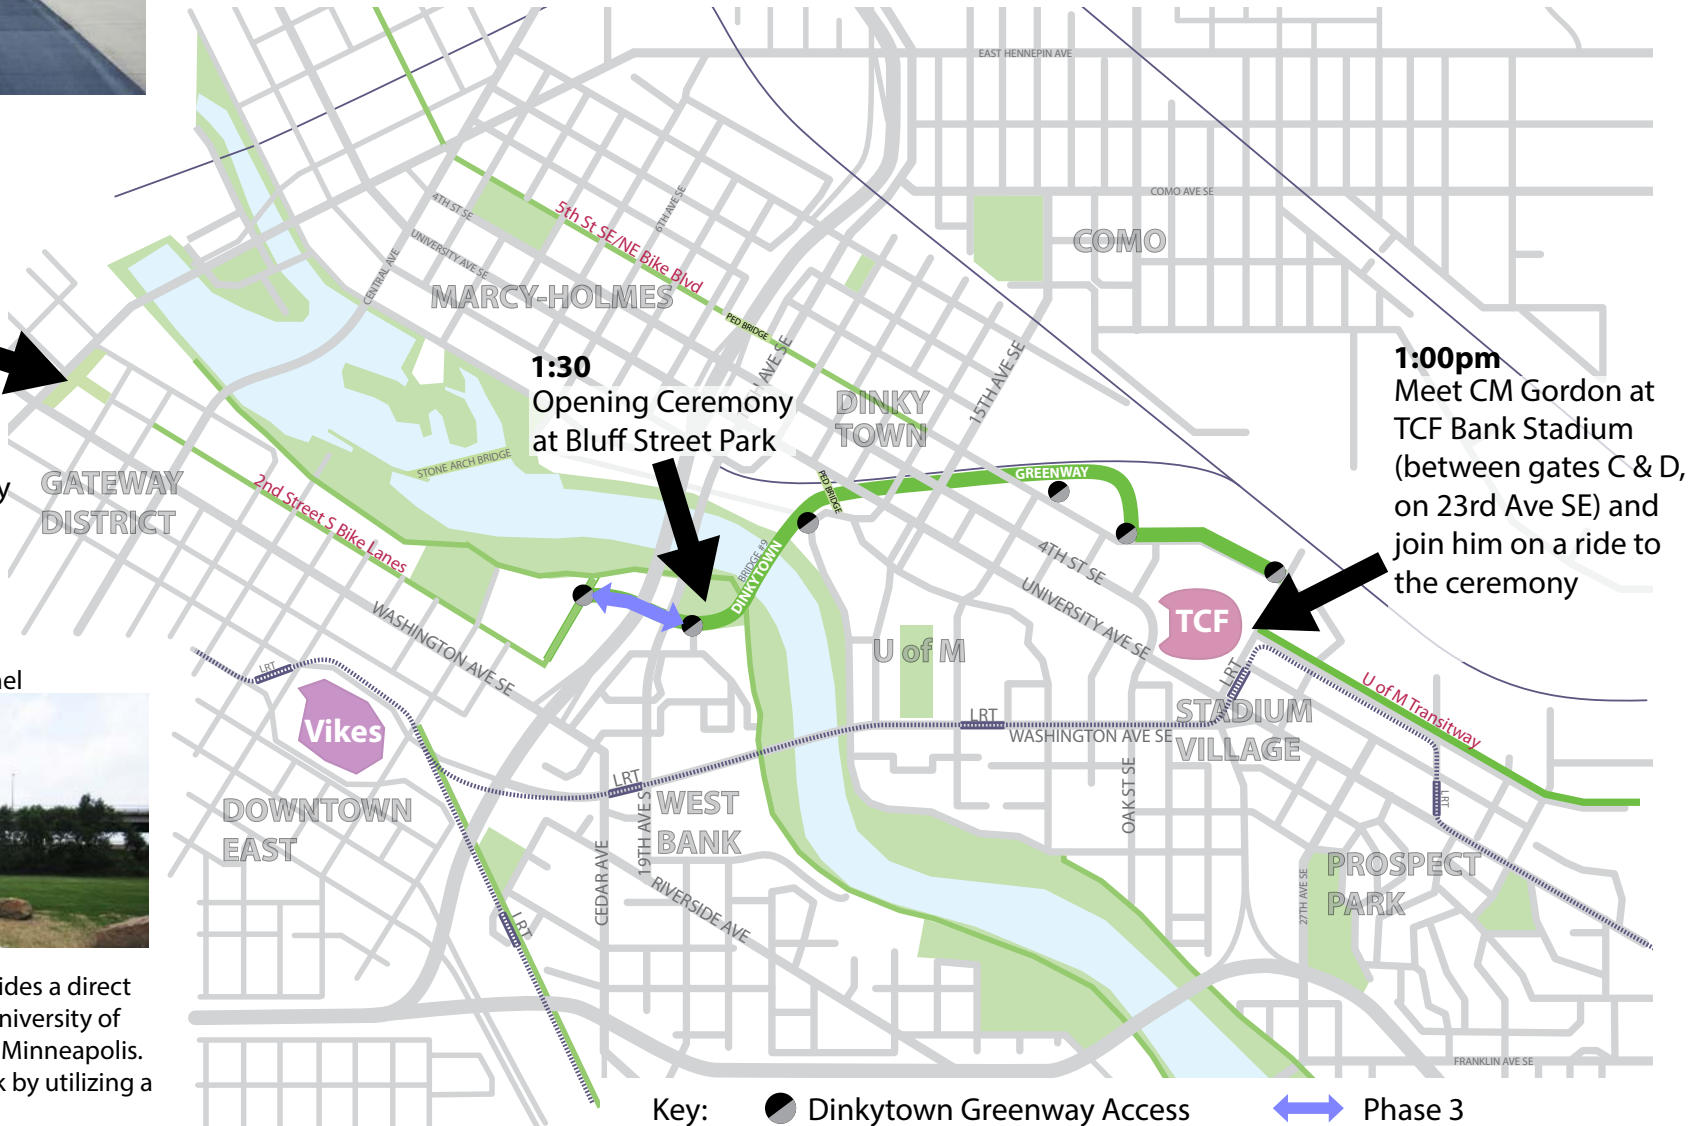 EAST HENNEPIN AVE
COMO AVE SE
COMO
4TH ST SE
6TH AVE SE
5th St SE/NE Bike Blvd
UNIVERSITY AVE SE
CENTRAL AVE
MARCY-HOLMES
PED BRIDGE
AVE SE
15TH AVE SE
1:30
Opening Ceremony
at Bluff Street Park
DINKY
TOWN
1:00pm
Meet CM Gordon at
TCF Bank Stadium
(between gates C & D,
on 23rd Ave SE) and
join him on a ride to
the ceremony
STONE ARCH BRIDGE
GATEWAY
DISTRICT
y
2nd Street S Bike Lanes
PED BRIDGE
GREENWAY
BRIDGE #9
DINKYTOWN
4TH ST SE
UNIVERSITY AVE SE
WASHINGTON AVE SE
TCF
U of M
LRT
LRT
nel
U of M Transitway
Vikes
LRT
STADIUM
VILLAGE
WASHINGTON AVE SE
LRT
LRT
OAK ST SE
WEST
BANK
19TH AVE S
DOWNTOWN
EAST
CEDAR AVE
RIVERSIDE AVE
LRT
27TH AVE SE
PROSPECT
PARK
ides a direct
niversity of
Minneapolis.
k by utilizing a
FRANKLIN AVE SE
Key:
Dinkytown Greenway Access
Phase 3